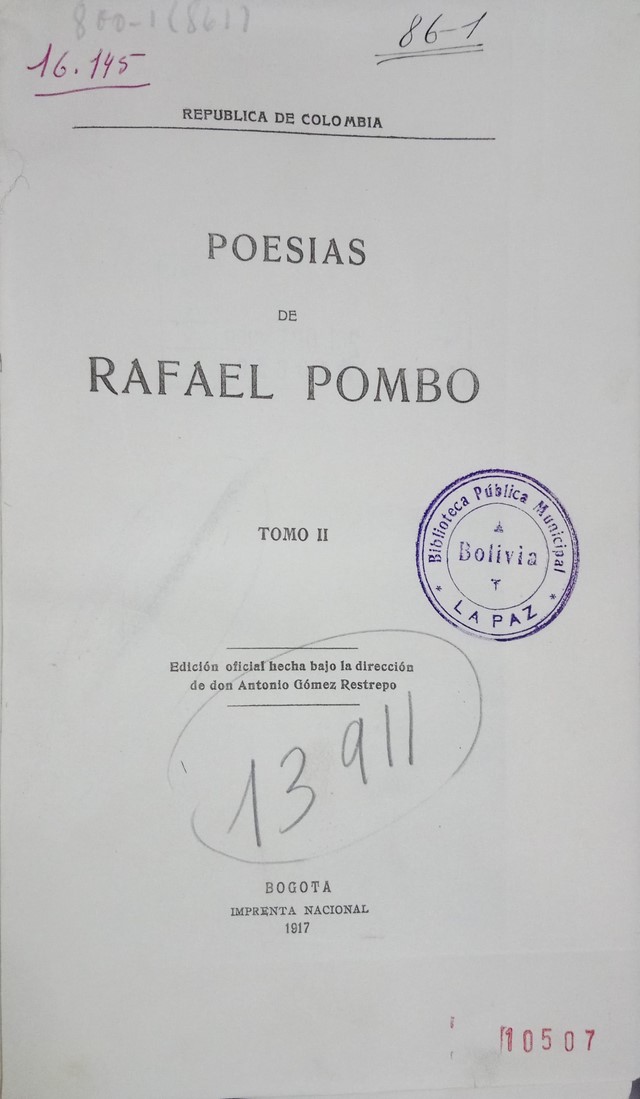 800-1(861)
86-1
16.145
REPUBLICA DE COLOMBIA
POESIAS
DE
RAFAEL POMBO
TOMO II
Biblioteca Pública Municipal
Bolivia
* LA PAZ *
Edición oficial hecha bajo la dirección
de don Antonio Gómez Restrepo
13911
BOGOTA
IMPRENTA NACIONAL
1917
10507